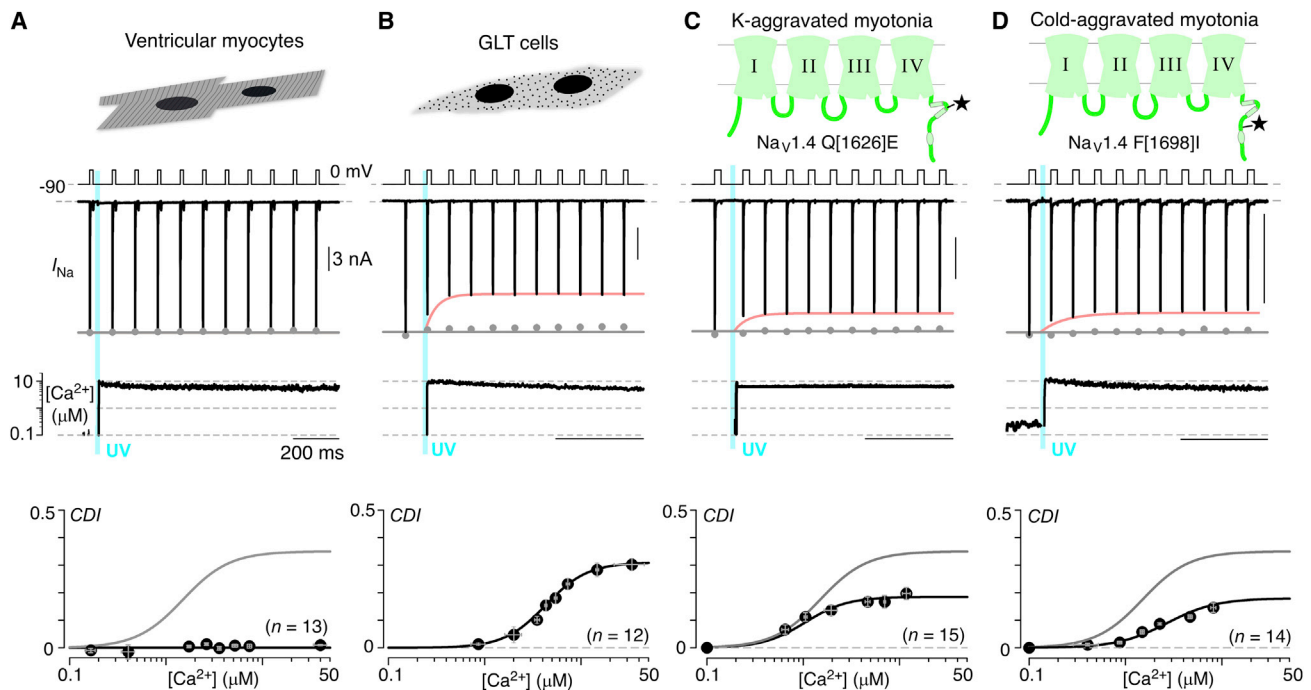 A
Ventricular myocytes
B
GLT cells
C
K-aggravated myotonia
I II III IV
NaV1.4 Q[1626]E
D
Cold-aggravated myotonia
I II III IV
NaV1.4 F[1698]I
0 mV
-90
INa
3 nA
10
[Ca2+]
(μM)
0.1
UV
200 ms
UV
UV
UV
0.5
CDI
0
(n = 13)
0.1
50
[Ca2+] (μM)
0.5
CDI
0
(n = 12)
0.1
50
[Ca2+] (μM)
0.5
CDI
0
(n = 15)
0.1
50
[Ca2+] (μM)
0.5
CDI
0
(n = 14)
0.1
50
[Ca2+] (μM)